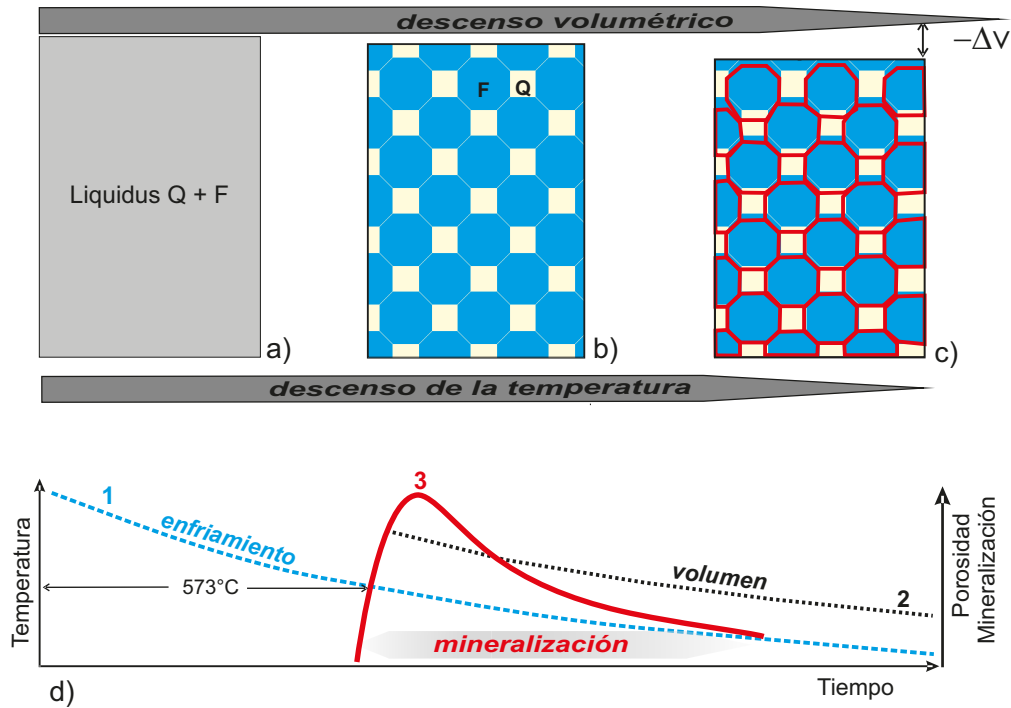 descenso volumétrico
−ΔV
F Q
Liquidus Q + F
a)
b)
c)
descenso de la temperatura
3
1
enfriamiento
573°C
volumen
2
mineralización
Temperatura
Porosidad
Mineralización
d)
Tiempo